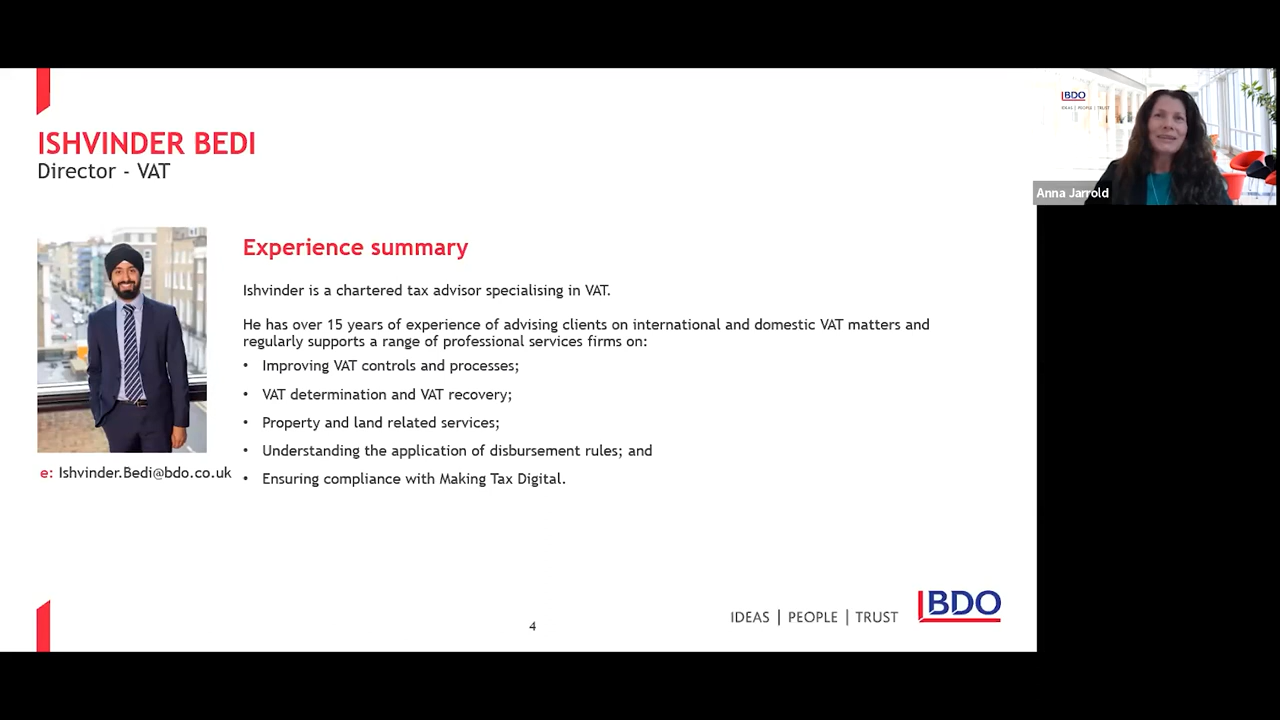 ISHVINDER BEDI
Director - VAT
Experience summary
Ishvinder is a chartered tax advisor specialising in VAT.
He has over 15 years of experience of advising clients on international and domestic VAT matters and
regularly supports a range of professional services firms on:
• Improving VAT controls and processes;
• VAT determination and VAT recovery;
• Property and land related services;
• Understanding the application of disbursement rules; and
• Ensuring compliance with Making Tax Digital.
e: Ishvinder.Bedi@bdo.co.uk
4
IDEAS | PEOPLE | TRUST
BDO
BDO
IDEAS | PEOPLE | TRUST
Anna Jarrold